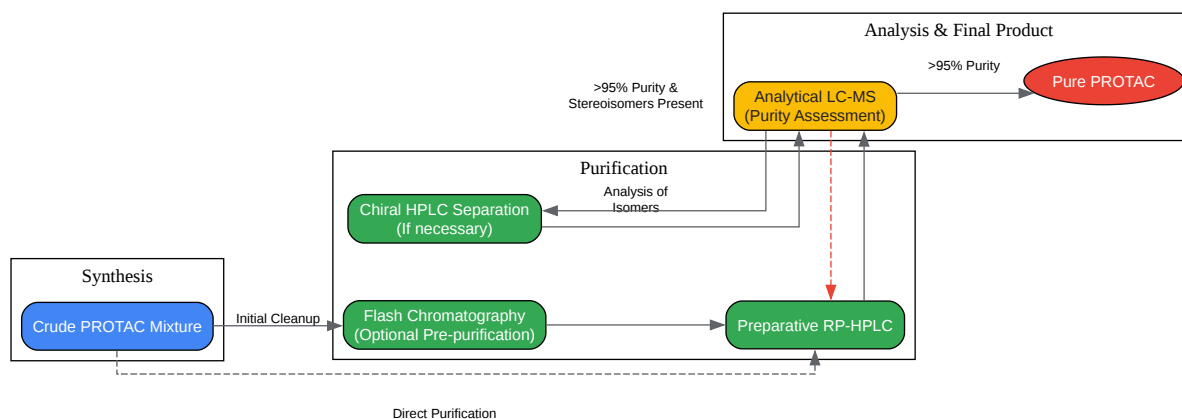 Analysis & Final Product
>95% Purity
Pure PROTAC
>95% Purity &
Stereoisomers Present
Analytical LC-MS
(Purity Assessment)
Purification
Analysis of
Isomers
Chiral HPLC Separation
(If necessary)
Synthesis
Crude PROTAC Mixture
Initial Cleanup
Flash Chromatography
(Optional Pre-purification)
Preparative RP-HPLC
Direct Purification